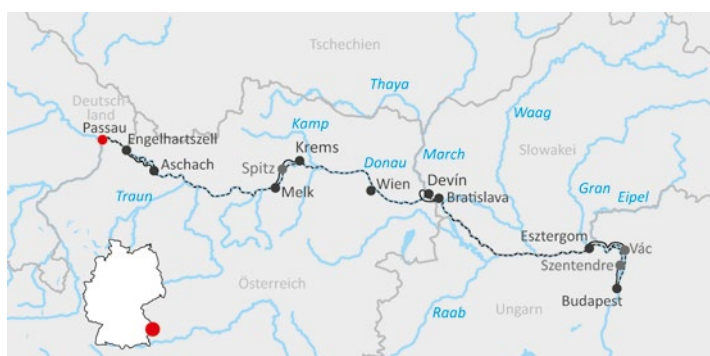 Tschechien
Thaya
Deutsch-
land
Passau
Engelhartszell
Kamp
Waag
Krems
Aschach
Spitz
Donau
March
Slowakei
Traun
Melk
Wien
Devín
Bratislava
Gran
Eipel
Esztergom
Vác
Szentendre
Österreich
Budapest
Raab
Ungarn